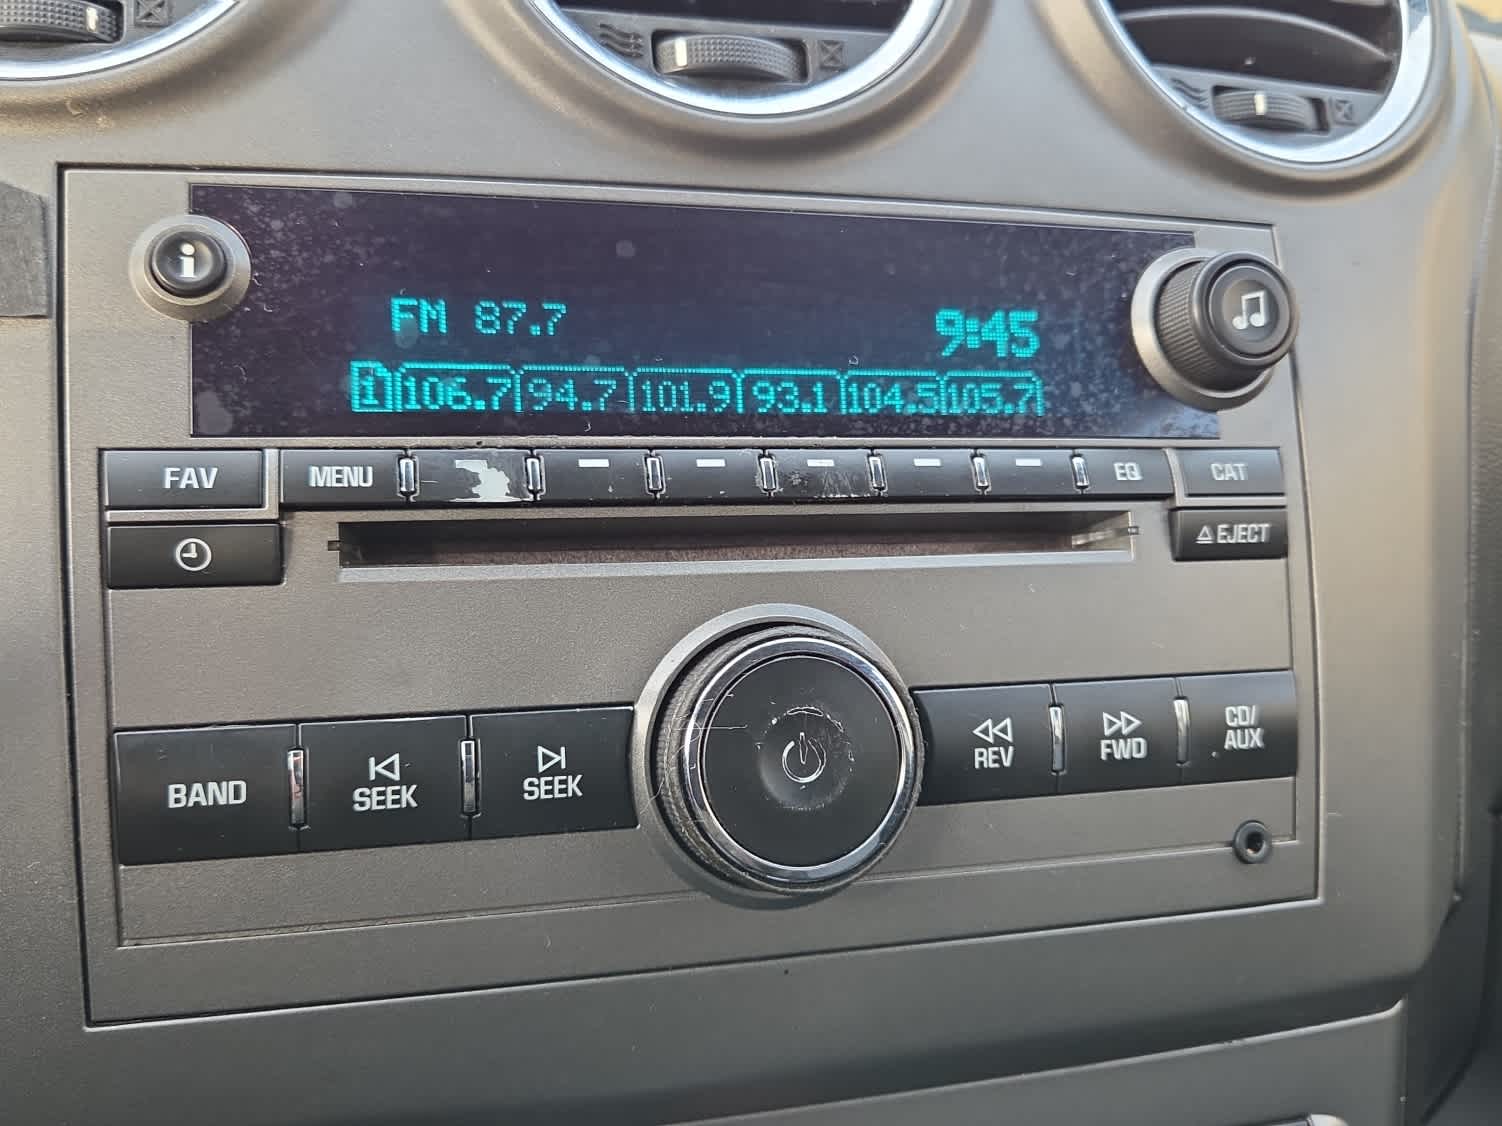 i
FM 87.7 9:45
1 106.7 94.7 101.9 93.1 104.5 105.7
FAV MENU EQ CAT
EJECT
BAND SEEK SEEK REV FWD CD/
AUX